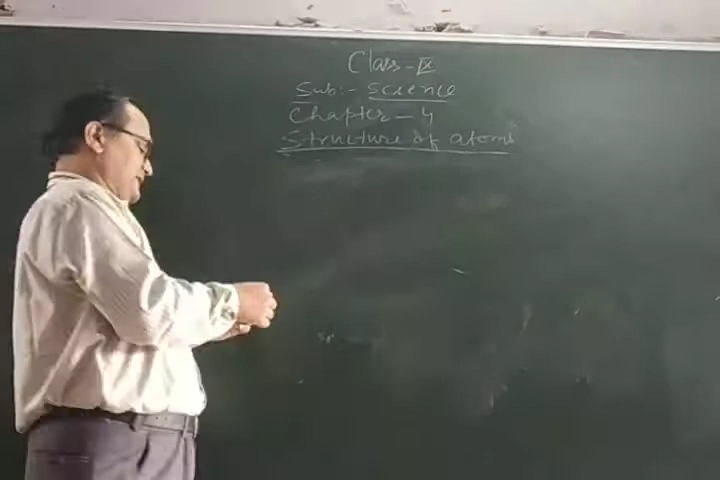 Class-IX
Sub:- Science
Chapter-4
Structure of atoms